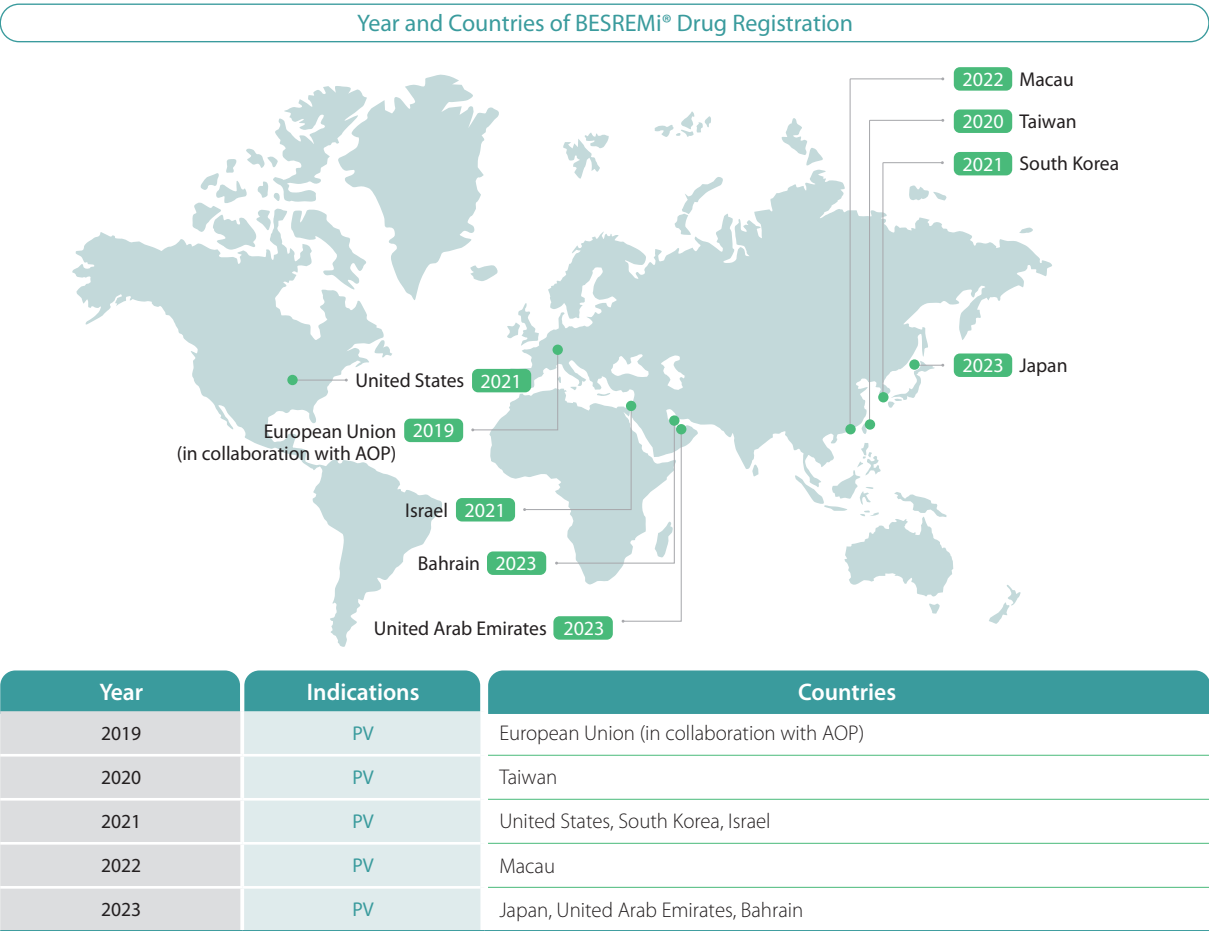 Year and Countries of BESREMi® Drug Registration
2022 Macau
2020 Taiwan
2021 South Korea
2023 Japan
United States 2021
European Union 2019
(in collaboration with AOP)
Israel 2021
Bahrain 2023
United Arab Emirates 2023
Year Indications Countries
2019 PV European Union (in collaboration with AOP)
2020 PV Taiwan
2021 PV United States, South Korea, Israel
2022 PV Macau
2023 PV Japan, United Arab Emirates, Bahrain